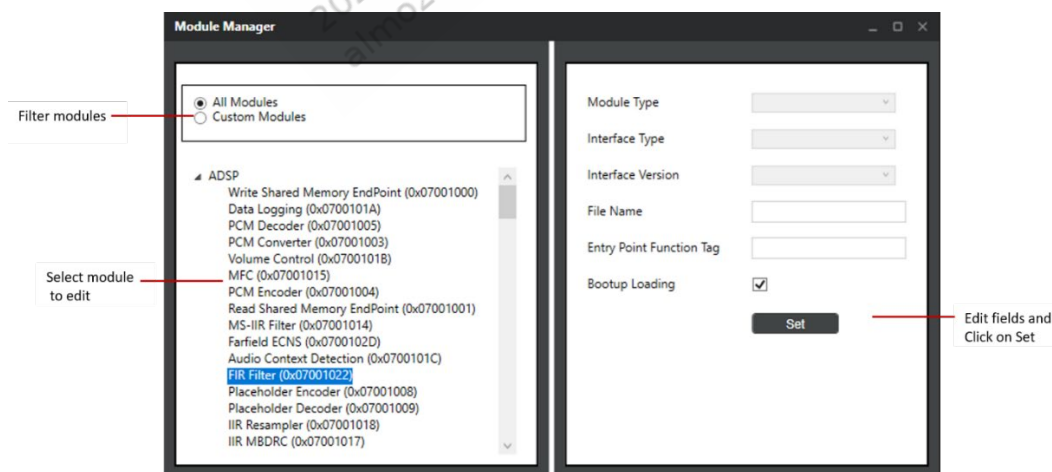 Module Manager
Filter modules
All Modules
Custom Modules
ADSP
Write Shared Memory EndPoint (0x07001000)
Data Logging (0x0700101A)
PCM Decoder (0x07001005)
PCM Converter (0x07001003)
Volume Control (0x0700101B)
MFC (0x07001015)
PCM Encoder (0x07001004)
Read Shared Memory EndPoint (0x07001001)
MS-IIR Filter (0x07001014)
Farfield ECNS (0x0700102D)
Audio Context Detection (0x0700101C)
FIR Filter (0x07001022)
Placeholder Encoder (0x07001008)
Placeholder Decoder (0x07001009)
IIR Resampler (0x07001018)
IIR MBDRC (0x07001017)
Select module
to edit
Module Type
Interface Type
Interface Version
File Name
Entry Point Function Tag
Bootup Loading
Set
Edit fields and
Click on Set